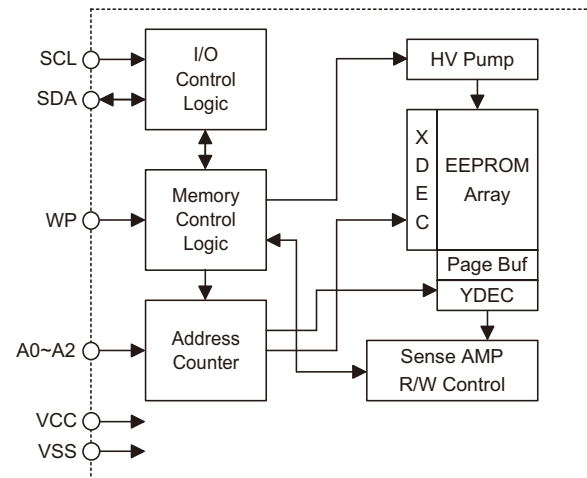 SCL
SDA
WP
A0~A2
VCC
VSS
I/O
Control
Logic
Memory
Control
Logic
Address
Counter
HV Pump
X
D
E
C
EEPROM
Array
Page Buf
YDEC
Sense AMP
R/W Control